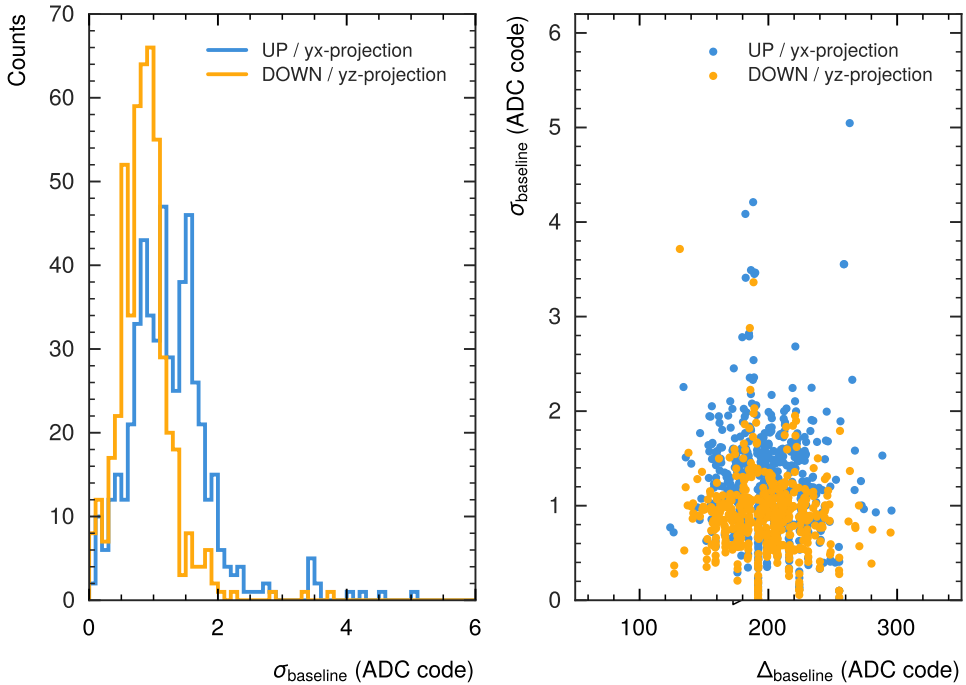 Counts
70
60
50
40
30
20
10
0
0 2 4 6
σbaseline (ADC code)
UP / yx-projection
DOWN / yz-projection
σbaseline (ADC code)
6
5
4
3
2
1
0
100 200 300
Δbaseline (ADC code)
UP / yx-projection
DOWN / yz-projection